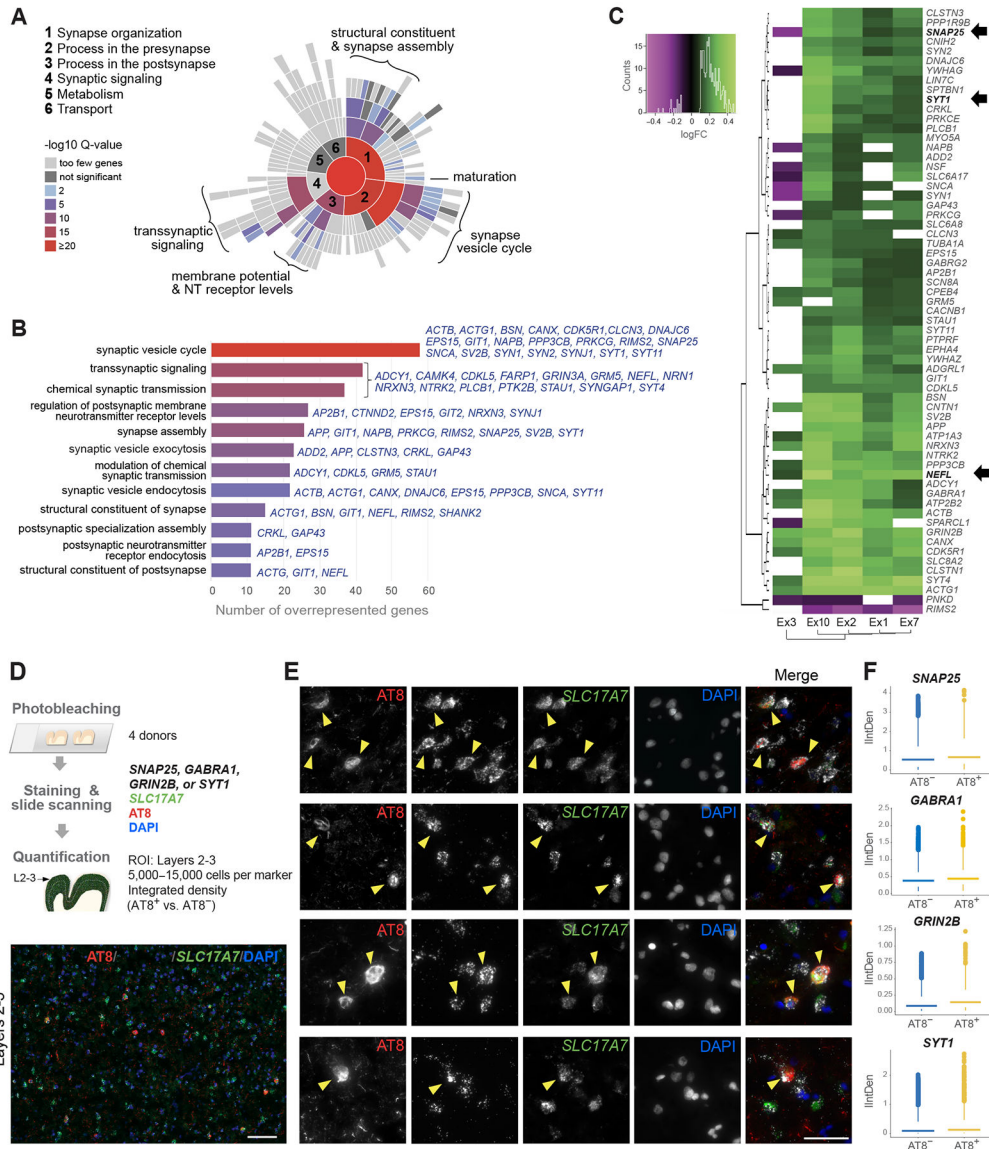 A
1 Synapse organization
2 Process in the presynapse
3 Process in the postsynapse
4 Synaptic signaling
5 Metabolism
6 Transport
-log10 Q-value
too few genes
not significant
2
5
10
15
≥20
structural constituent
& synapse assembly
1
2
3
4
5
6
maturation
synapse
vesicle cycle
transsynaptic
signaling
membrane potential
& NT receptor levels
B
synaptic vesicle cycle
ACTB, ACTG1, BSN, CANX, CDK5R1,CLCN3, DNAJC6
EPS15, GIT1, NAPB, PPP3CB, PRKCG, RIMS2, SNAP25
SNCA, SV2B, SYN1, SYN2, SYNJ1, SYT1, SYT11
transsynaptic signaling
chemical synaptic transmission
ADCY1, CAMK4, CDKL5, FARP1, GRIN3A, GRM5, NEFL, NRN1
NRXN3, NTRK2, PLCB1, PTK2B, STAU1, SYNGAP1, SYT4
regulation of postsynaptic membrane
neurotransmitter receptor levels
AP2B1, CTNND2, EPS15, GIT2, NRXN3, SYNJ1
synapse assembly
APP, GIT1, NAPB, PRKCG, RIMS2, SNAP25, SV2B, SYT1
synaptic vesicle exocytosis
ADD2, APP, CLSTN3, CRKL, GAP43
modulation of chemical
synaptic transmission
ADCY1, CDKL5, GRM5, STAU1
synaptic vesicle endocytosis
ACTB, ACTG1, CANX, DNAJC6, EPS15, PPP3CB, SNCA, SYT11
structural constituent of synapse
ACTG1, BSN, GIT1, NEFL, RIMS2, SHANK2
postsynaptic specialization assembly
CRKL, GAP43
postsynaptic neurotransmitter
receptor endocytosis
AP2B1, EPS15
structural constituent of postsynapse
ACTG, GIT1, NEFL
0 10 20 30 40 50 60
Number of overrepresented genes
C
Counts
15
10
5
0
-0.4 -0.2 0 0.2 0.4
logFC
CLSTN3
PPP1R9B
SNAP25
CNIH2
SYN2
DNAJC6
YWHAG
LIN7C
SPTBN1
SYT1
CRKL
PRKCE
PLCB1
MYO5A
NAPB
ADD2
NSF
SLC6A17
SNCA
SYN1
GAP43
PRKCG
SLC6A8
CLCN3
TUBA1A
EPS15
GABRG2
AP2B1
SCN8A
CPEB4
GRM5
CACNB1
STAU1
SYT11
PTPRF
EPHA4
YWHAZ
ADGRL1
GIT1
CDKL5
BSN
CNTN1
SV2B
APP
ATP1A3
NRXN3
NTRK2
PPP3CB
NEFL
ADCY1
GABRA1
ATP2B2
ACTB
SPARCL1
GRIN2B
CANX
CDK5R1
SLC8A2
CLSTN1
SYT4
ACTG1
PNKD
RIMS2
Ex3 Ex10 Ex2 Ex1 Ex7
D
Photobleaching
4 donors
Staining &
slide scanning
SNAP25, GABRA1,
GRIN2B, or SYT1
SLC17A7
AT8
DAPI
Quantification
L2-3
ROI: Layers 2-3
5,000–15,000 cells per marker
Integrated density
(AT8+ vs. AT8−)
AT8/ /SLC17A7/DAPI
Layers 2-3
E
Merge
AT8 SLC17A7 DAPI
AT8 SLC17A7 DAPI
AT8 SLC17A7 DAPI
AT8 SLC17A7 DAPI
F
SNAP25
IIntDen
4
3
2
1
0
AT8− AT8+
GABRA1
IIntDen
2.5
2.0
1.5
1.0
0.5
0.0
AT8− AT8+
GRIN2B
IIntDen
1.25
1.00
0.75
0.50
0.25
0.00
AT8− AT8+
SYT1
IIntDen
2
1
0
AT8− AT8+